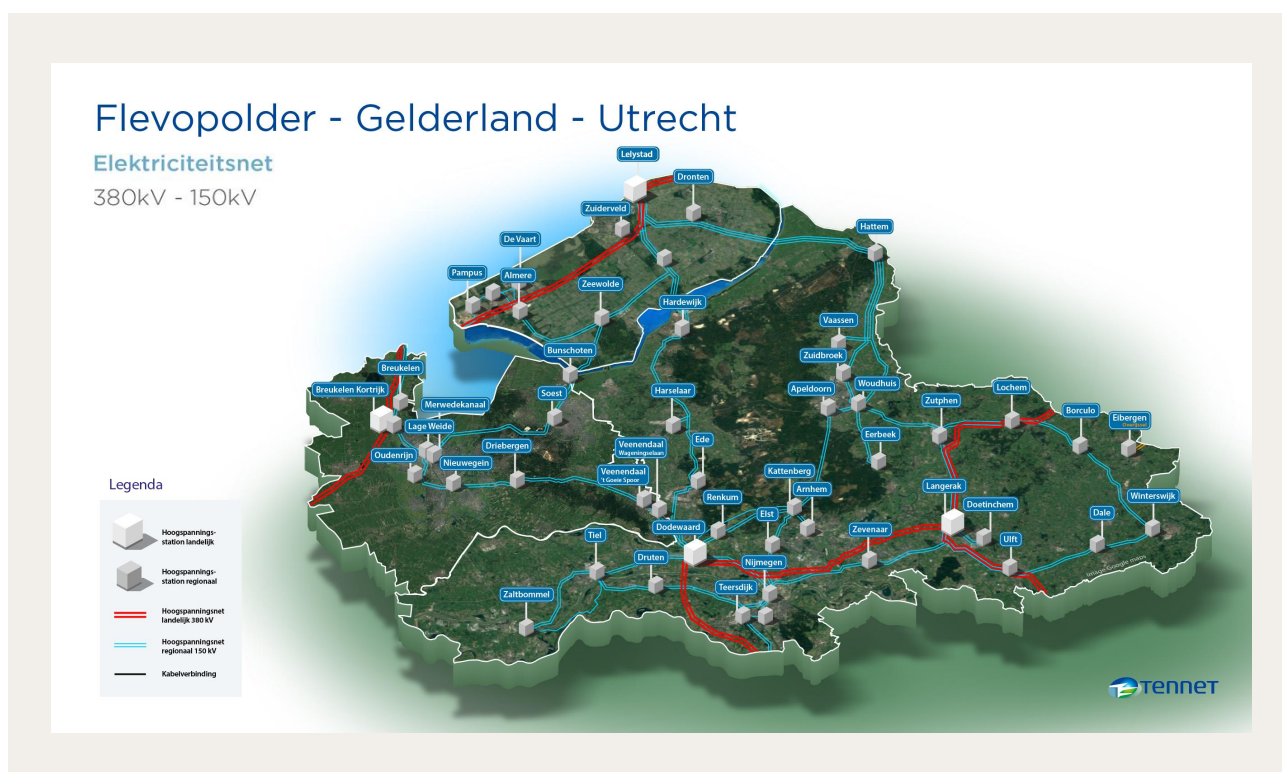 Flevopolder - Gelderland - Utrecht
Elektriciteitsnet
380kV - 150kV
Lelystad
Dronten
Zuiderveld
Hattem
De Vaart
Pampus
Almere
Zeewolde
Hardewijk
Vaassen
Bunschoten
Zuidbroek
Breukelen
Breukelen Kortrijk
Harselaar
Apeldoorn
Woudhuis
Lochem
Soest
Zutphen
Merwedekanaal
Borculo
Eibergen
Overijssel
Lage Weide
Driebergen
Veenendaal
Wageningselaan
Ede
Eerbeek
Oudenrijn
Nieuwegein
Veenendaal
't Goeie Spoor
Kattenberg
Arnhem
Langerak
Winterswijk
Renkum
Doetinchem
Legenda
Elst
Dale
Dodewaard
Zevenaar
Tiel
Ulft
Druten
Nijmegen
Image Google maps
Teersdijk
Zaltbommel
Hoogspannings-
station landelijk
Hoogspannings-
station regionaal
Hoogspanningsnet
landelijk 380 kV
Hoogspanningsnet
regionaal 150 kV
Kabelverbinding
TenneT